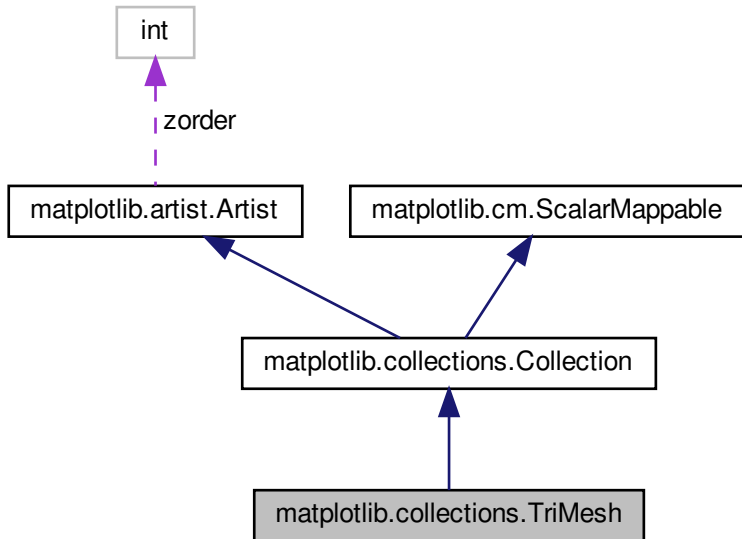 int
zorder
matplotlib.artist.Artist
matplotlib.cm.ScalarMappable
matplotlib.collections.Collection
matplotlib.collections.TriMesh